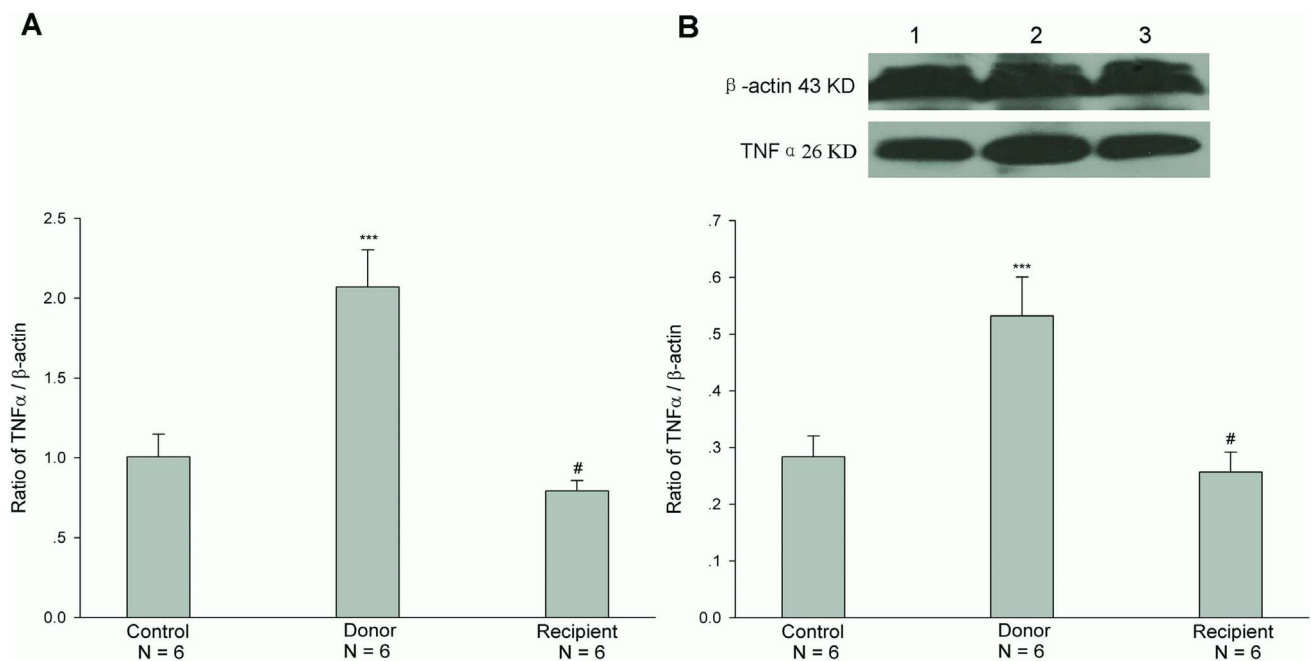 A
2.5
2.0
1.5
1.0
.5
0.0
Ratio of TNFα / β-actin
***
#
Control
N = 6
Donor
N = 6
Recipient
N = 6
B
1 2 3
β -actin 43 KD
TNF α 26 KD
.7
.6
.5
.4
.3
.2
.1
0.0
Ratio of TNFα / β-actin
***
#
Control
N = 6
Donor
N = 6
Recipient
N = 6